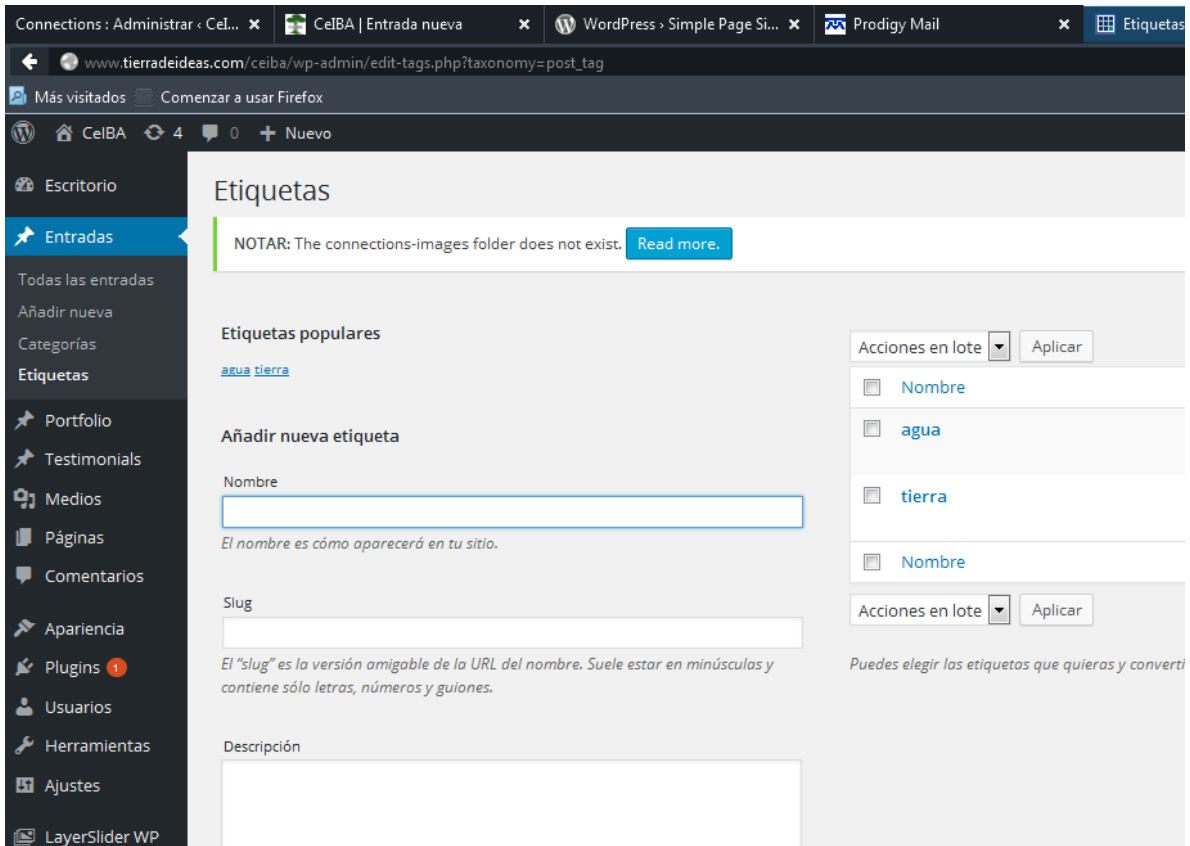 Connections : Administrar ‹ CeI... CeIBA | Entrada nueva WordPress › Simple Page Si... Prodigy Mail Etiquetas
www.tierradeideas.com/ceiba/wp-admin/edit-tags.php?taxonomy=post_tag
Más visitados Comenzar a usar Firefox
CeIBA 4 0 + Nuevo
Escritorio
Entradas
Todas las entradas
Añadir nueva
Categorías
Etiquetas
Portfolio
Testimonials
Medios
Páginas
Comentarios
Apariencia
Plugins 1
Usuarios
Herramientas
Ajustes
LayerSlider WP
Etiquetas
NOTAR: The connections-images folder does not exist. Read more.
Etiquetas populares
agua tierra
Añadir nueva etiqueta
Nombre
El nombre es cómo aparecerá en tu sitio.
Slug
El “slug” es la versión amigable de la URL del nombre. Suele estar en minúsculas y
contiene sólo letras, números y guiones.
Descripción
Acciones en lote Aplicar
Nombre
agua
tierra
Nombre
Acciones en lote Aplicar
Puedes elegir las etiquetas que quieras y converti